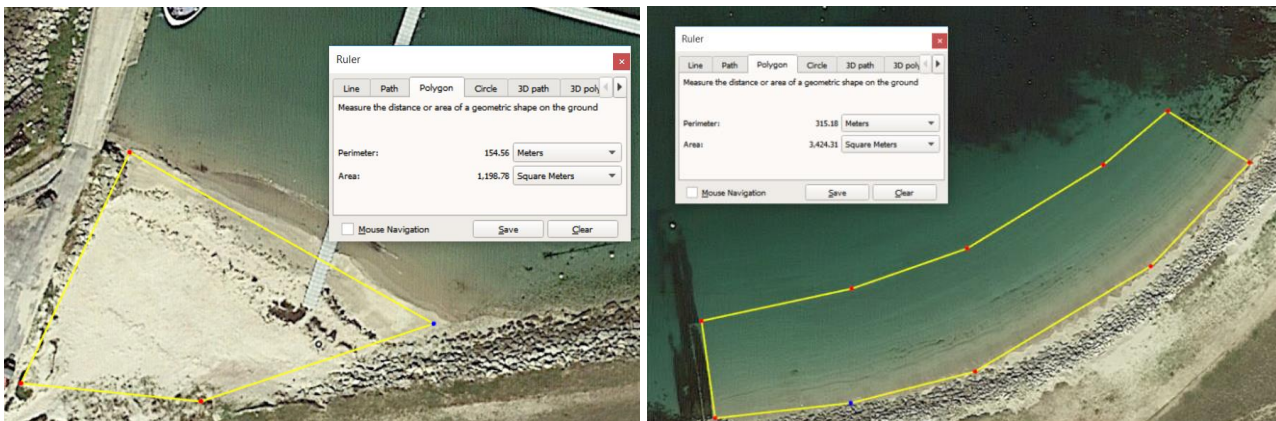 Ruler
Line Path Polygon Circle 3D path 3D poly
Measure the distance or area of a geometric shape on the ground
Perimeter: 154.56 Meters
Area: 1,198.78 Square Meters
Mouse Navigation Save Clear
Ruler
Line Path Polygon Circle 3D path 3D poly
Measure the distance or area of a geometric shape on the ground
Perimeter: 315.18 Meters
Area: 3,424.31 Square Meters
Mouse Navigation Save Clear